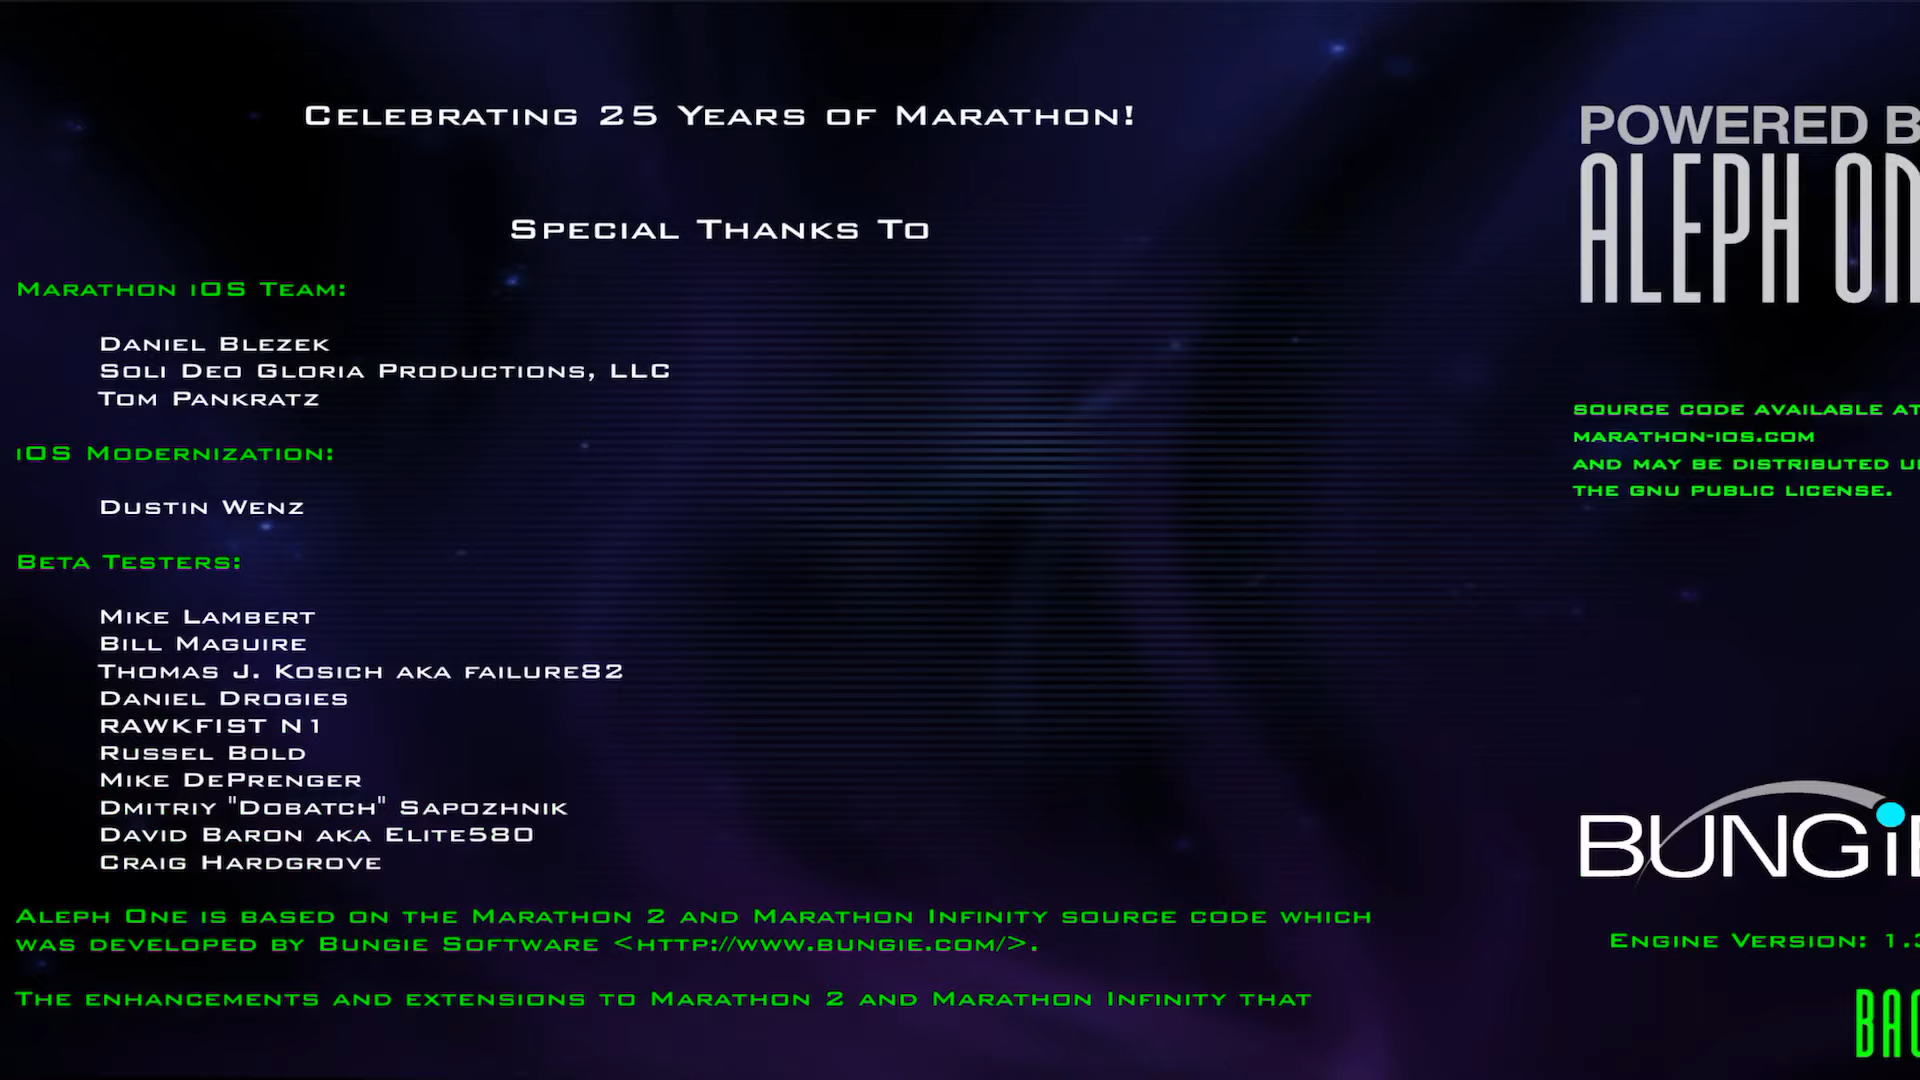 Celebrating 25 Years of Marathon!
Special Thanks To
Marathon iOS Team:
Daniel Blezek
Soli Deo Gloria Productions, LLC
Tom Pankratz
iOS Modernization:
Dustin Wenz
Beta Testers:
Mike Lambert
Bill Maguire
Thomas J. Kosich aka failure82
Daniel Drogies
RAWKFIST N1
Russel Bold
Mike DePrenger
Dmitriy "Dobatch" Sapozhnik
David Baron aka Elite580
Craig Hardgrove
Aleph One is based on the Marathon 2 and Marathon Infinity source code which
was developed by Bungie Software <http://www.bungie.com/>.
The enhancements and extensions to Marathon 2 and Marathon Infinity that
POWERED
ALEPH
source code available at
marathon-ios.com
and may be distributed
the gnu public license.
BUNGiE
Engine Version: